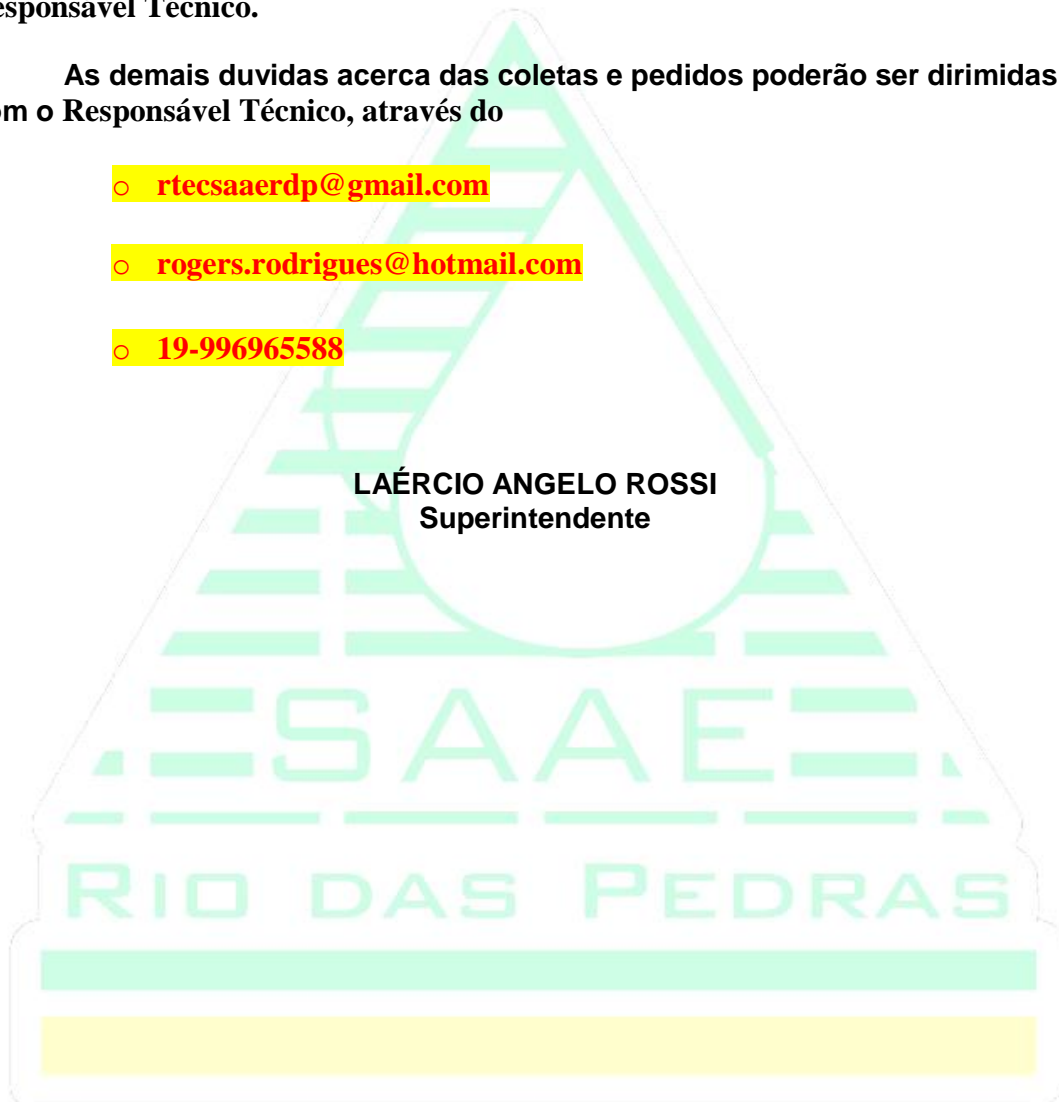 esponsável Técnico.
As demais duvidas acerca das coletas e pedidos poderão ser dirimidas
om o Responsável Técnico, através do
o rtecsaaerdp@gmail.com
o rogers.rodrigues@hotmail.com
o 19-996965588
LAÉRCIO ANGELO ROSSI
Superintendente
SAAE
RIO DAS PEDRAS